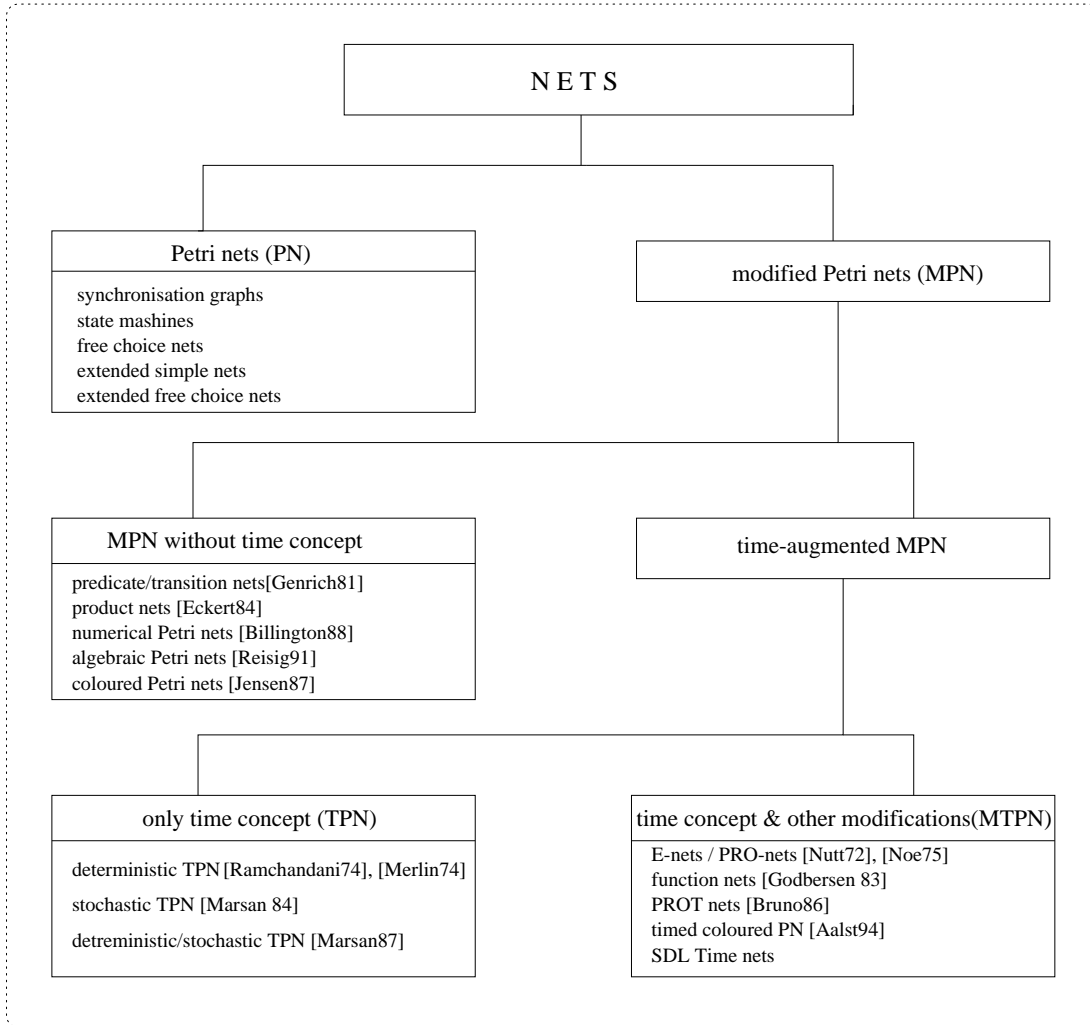 N E T S
Petri nets (PN)
synchronisation graphs
state mashines
free choice nets
extended simple nets
extended free choice nets
modified Petri nets (MPN)
MPN without time concept
predicate/transition nets[Genrich81]
product nets [Eckert84]
numerical Petri nets [Billington88]
algebraic Petri nets [Reisig91]
coloured Petri nets [Jensen87]
time-augmented MPN
only time concept (TPN)
deterministic TPN [Ramchandani74], [Merlin74]
stochastic TPN [Marsan 84]
detreministic/stochastic TPN [Marsan87]
time concept & other modifications(MTPN)
E-nets / PRO-nets [Nutt72], [Noe75]
function nets [Godbersen 83]
PROT nets [Bruno86]
timed coloured PN [Aalst94]
SDL Time nets